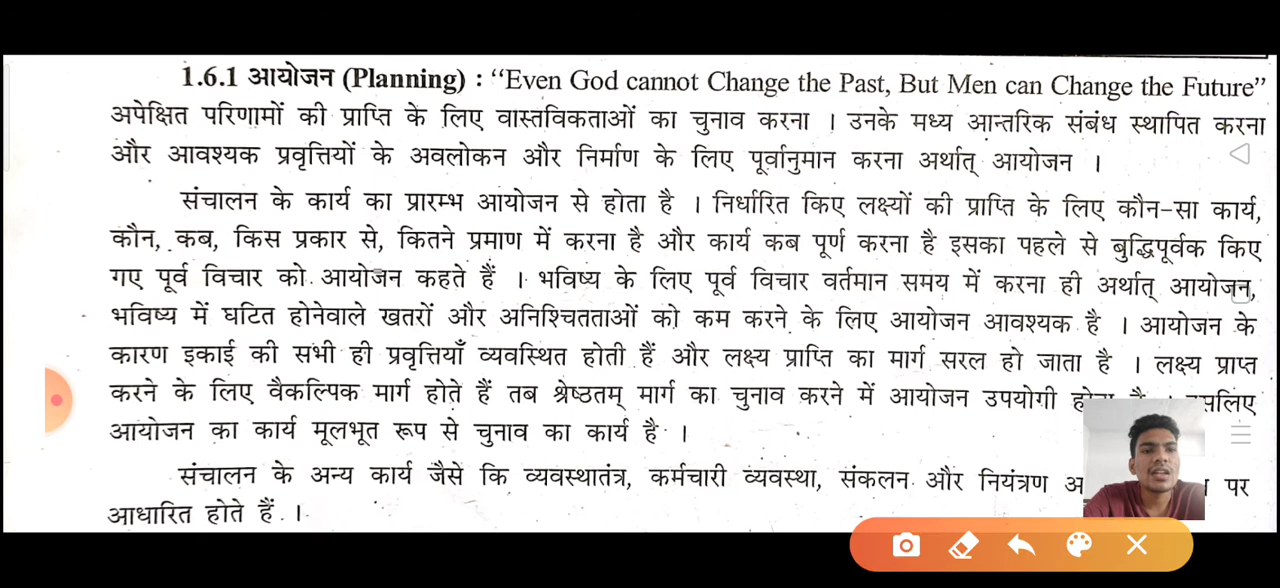 1.6.1 आयोजन (Planning) : “Even God cannot Change the Past, But Men can Change the Future”
अपेक्षित परिणामों की प्राप्ति के लिए वास्तविकताओं का चुनाव करना । उनके मध्य आन्तरिक संबंध स्थापित करना
और आवश्यक प्रवृत्तियों के अवलोकन और निर्माण के लिए पूर्वानुमान करना अर्थात् आयोजन ।
संचालन के कार्य का प्रारम्भ आयोजन से होता है । निर्धारित किए लक्ष्यों की प्राप्ति के लिए कौन-सा कार्य,
कौन, कब, किस प्रकार से, कितने प्रमाण में करना है और कार्य कब पूर्ण करना है इसका पहले से बुद्धिपूर्वक किए
गए पूर्व विचार को आयोजन कहते हैं । भविष्य के लिए पूर्व विचार वर्तमान समय में करना ही अर्थात् आयोजन,
भविष्य में घटित होनेवाले खतरों और अनिश्चितताओं को कम करने के लिए आयोजन आवश्यक है । आयोजन के
कारण इकाई की सभी ही प्रवृत्तियाँ व्यवस्थित होती हैं और लक्ष्य प्राप्ति का मार्ग सरल हो जाता है । लक्ष्य प्राप्त
करने के लिए वैकल्पिक मार्ग होते हैं तब श्रेष्ठतम् मार्ग का चुनाव करने में आयोजन उपयोगी
आयोजन का कार्य मूलभूत रूप से चुनाव का कार्य है ।
संचालन के अन्य कार्य जैसे कि व्यवस्थातंत्र, कर्मचारी व्यवस्था, संकलन और नियंत्रण पर
आधारित होते हैं ।